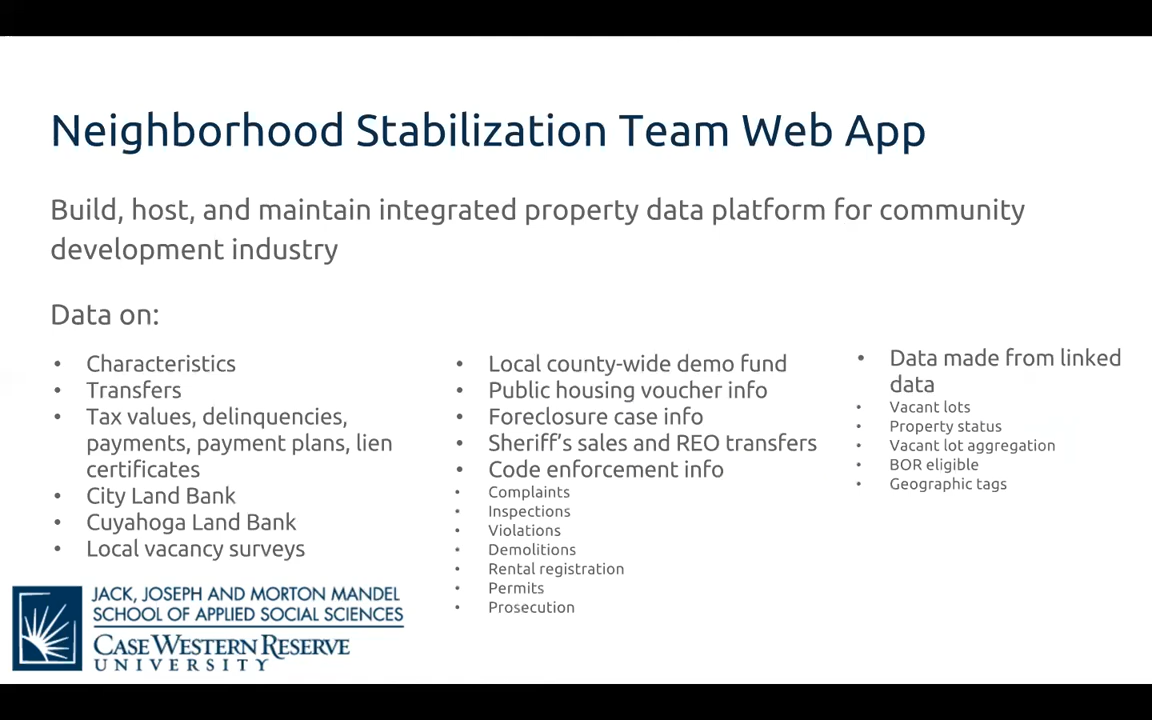 Neighborhood Stabilization Team Web App
Build, host, and maintain integrated property data platform for community
development industry
Data on:
• Characteristics
• Transfers
• Tax values, delinquencies,
payments, payment plans, lien
certificates
• City Land Bank
• Cuyahoga Land Bank
• Local vacancy surveys
• Local county-wide demo fund
• Public housing voucher info
• Foreclosure case info
• Sheriff’s sales and REO transfers
• Code enforcement info
• Complaints
• Inspections
• Violations
• Demolitions
• Rental registration
• Permits
• Prosecution
• Data made from linked
data
• Vacant lots
• Property status
• Vacant lot aggregation
• BOR eligible
• Geographic tags
JACK, JOSEPH AND MORTON MANDEL
SCHOOL OF APPLIED SOCIAL SCIENCES
CASE WESTERN RESERVE
UNIVERSITY